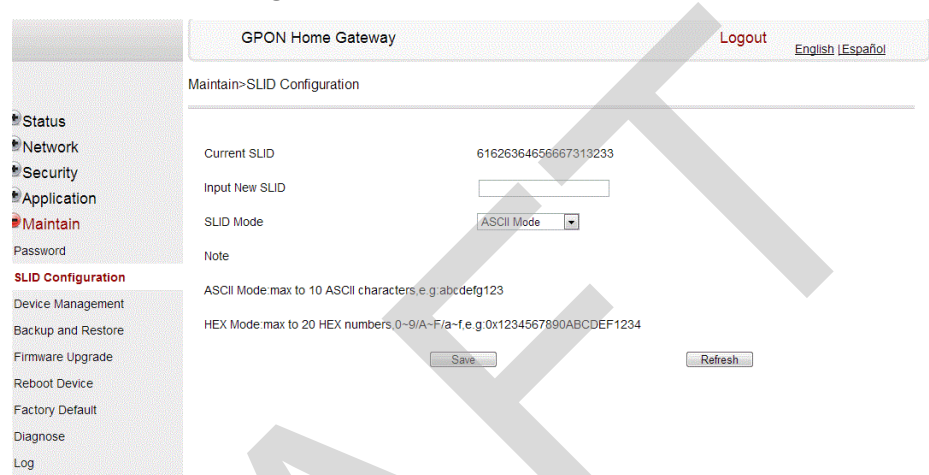 GPON Home Gateway
Logout
English |Español
Maintain>SLID Configuration
Status
Network
Security
Application
Maintain
Password
SLID Configuration
Device Management
Backup and Restore
Firmware Upgrade
Reboot Device
Factory Default
Diagnose
Log
Current SLID 61626364656667313233
Input New SLID
SLID Mode ASCII Mode
Note
ASCII Mode:max to 10 ASCII characters,e.g:abcdefg123
HEX Mode:max to 20 HEX numbers,0~9/A~F/a~f,e.g:0x1234567890ABCDEF1234
Save Refresh